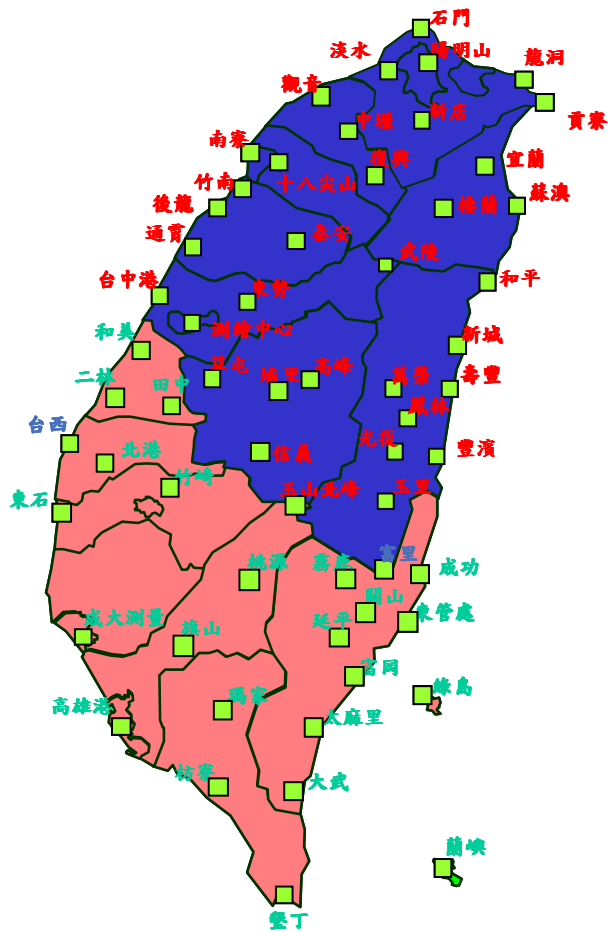 石門
淡水
陽明山
龍洞
觀音
貢寮
中壢
新店
南寮
復興
宜蘭
十八尖山
竹南
蘇澳
後龍
棲蘭
通霄
泰安
武陵
台中港
和平
東勢
和美
測繪中心
新城
二林
田中
草屯
埔里
高峰
萬榮
壽豐
鳳林
台西
北港
信義
光復
豐濱
竹崎
東石
玉山北峰
玉里
富里
桃源
霧鹿
成功
關山
成大測量
旗山
延平
東管處
富岡
綠島
高雄港
瑪家
太麻里
枋寮
大武
蘭嶼
墾丁